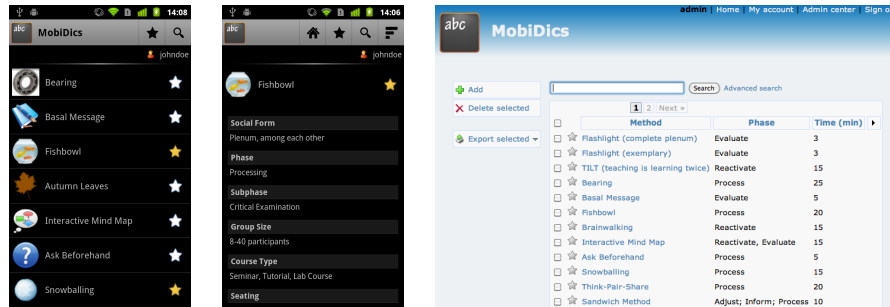 14:08
abc MobiDics
johndoe
Bearing
Basal Message
Fishbowl
Autumn Leaves
Interactive Mind Map
Ask Beforehand
Snowballing
14:06
abc
johndoe
Fishbowl
Social Form
Plenum, among each other
Phase
Processing
Subphase
Critical Examination
Group Size
8-40 participants
Course Type
Seminar, Tutorial, Lab Course
Seating
admin | Home | My account | Admin center | Sign o
abc MobiDics
Add
Delete selected
Export selected
Search Advanced search
1 2 Next »
Method Phase Time (min)
Flashlight (complete plenum) Evaluate 3
Flashlight (exemplary) Evaluate 3
TILT (teaching is learning twice) Reactivate 15
Bearing Process 25
Basal Message Evaluate 5
Fishbowl Process 20
Brainwalking Reactivate 15
Interactive Mind Map Reactivate, Evaluate 15
Ask Beforehand Process 5
Snowballing Process 15
Think-Pair-Share Process 20
Sandwich Method Adjust; Inform; Process 10